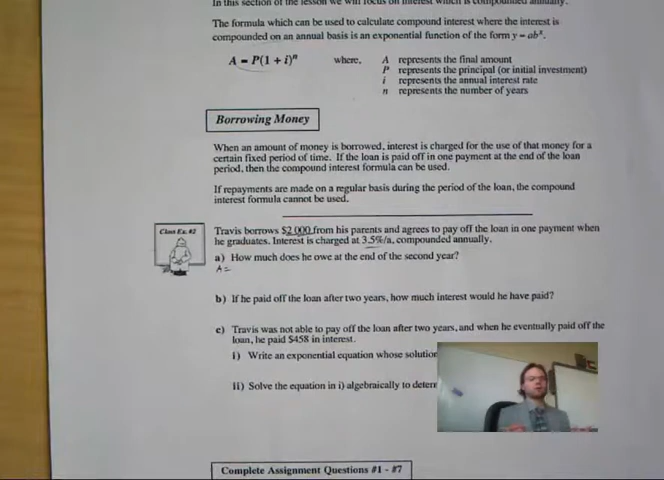 In this section of the lesson we will focus on interest which is compounded annually.
The formula which can be used to calculate compound interest where the interest is
compounded on an annual basis is an exponential function of the form y = abˣ.
A = P(1 + i)ⁿ where, A represents the final amount
P represents the principal (or initial investment)
i represents the annual interest rate
n represents the number of years
Borrowing Money
When an amount of money is borrowed, interest is charged for the use of that money for a
certain fixed period of time. If the loan is paid off in one payment at the end of the loan
period, then the compound interest formula can be used.
If repayments are made on a regular basis during the period of the loan, the compound
interest formula cannot be used.
Class Ex. #2
Travis borrows $2 000 from his parents and agrees to pay off the loan in one payment when
he graduates. Interest is charged at 3.5%/a, compounded annually.
a) How much does he owe at the end of the second year?
A=
b) If he paid off the loan after two years, how much interest would he have paid?
c) Travis was not able to pay off the loan after two years, and when he eventually paid off the
loan, he paid $458 in interest.
i) Write an exponential equation whose solution
ii) Solve the equation in i) algebraically to
Complete Assignment Questions #1 - #7